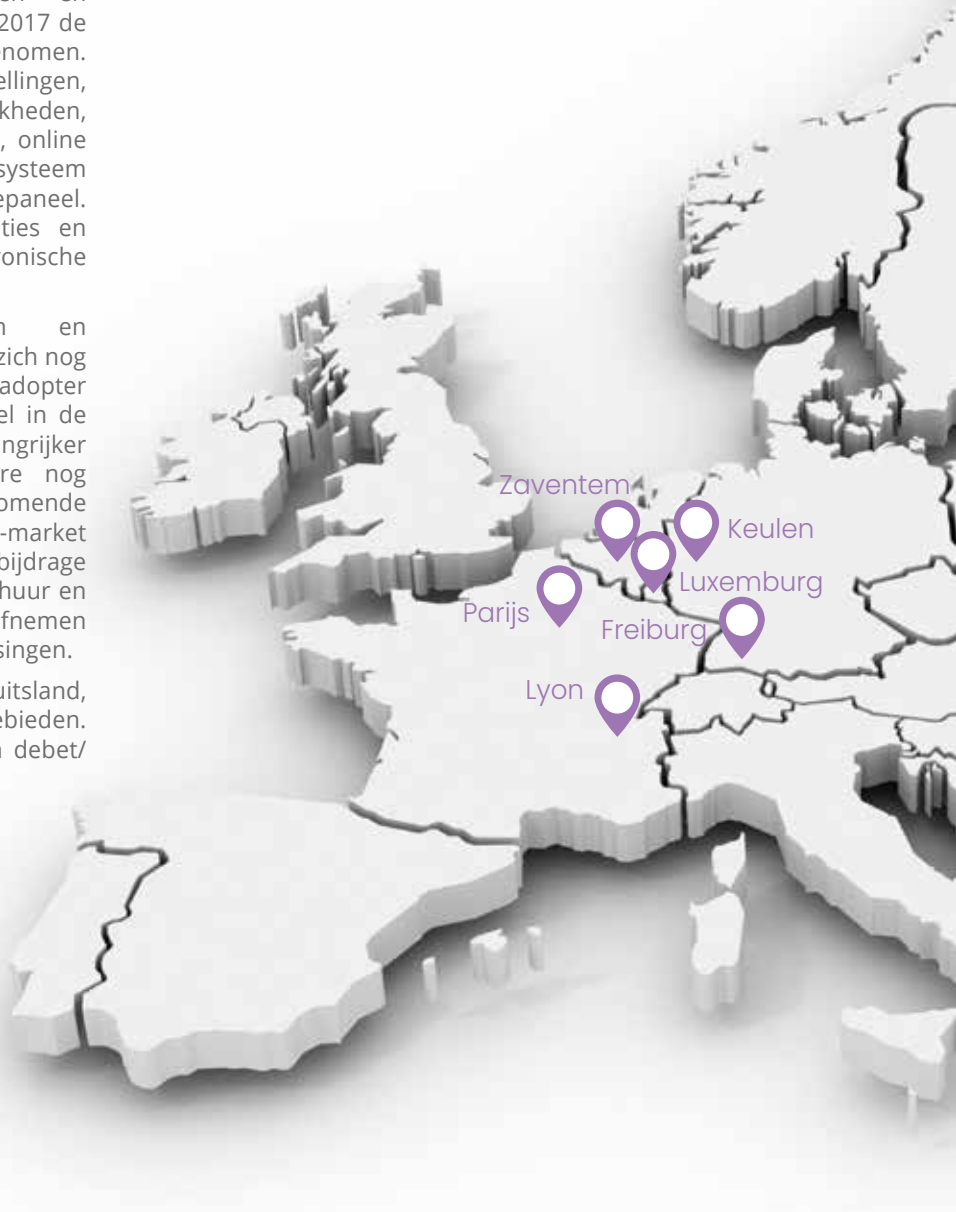 2017 de
enomen.
ellingen,
kheden,
, online
systeem
epaneel.
ties en
onische
en
zich nog
adopter
el in de
ngrijker
re nog
omende
-market
bijdrage
huur en
fnemen
singen.
uitsland,
ebieden.
debet/
Zaventem
Keulen
Luxemburg
Parijs
Freiburg
Lyon